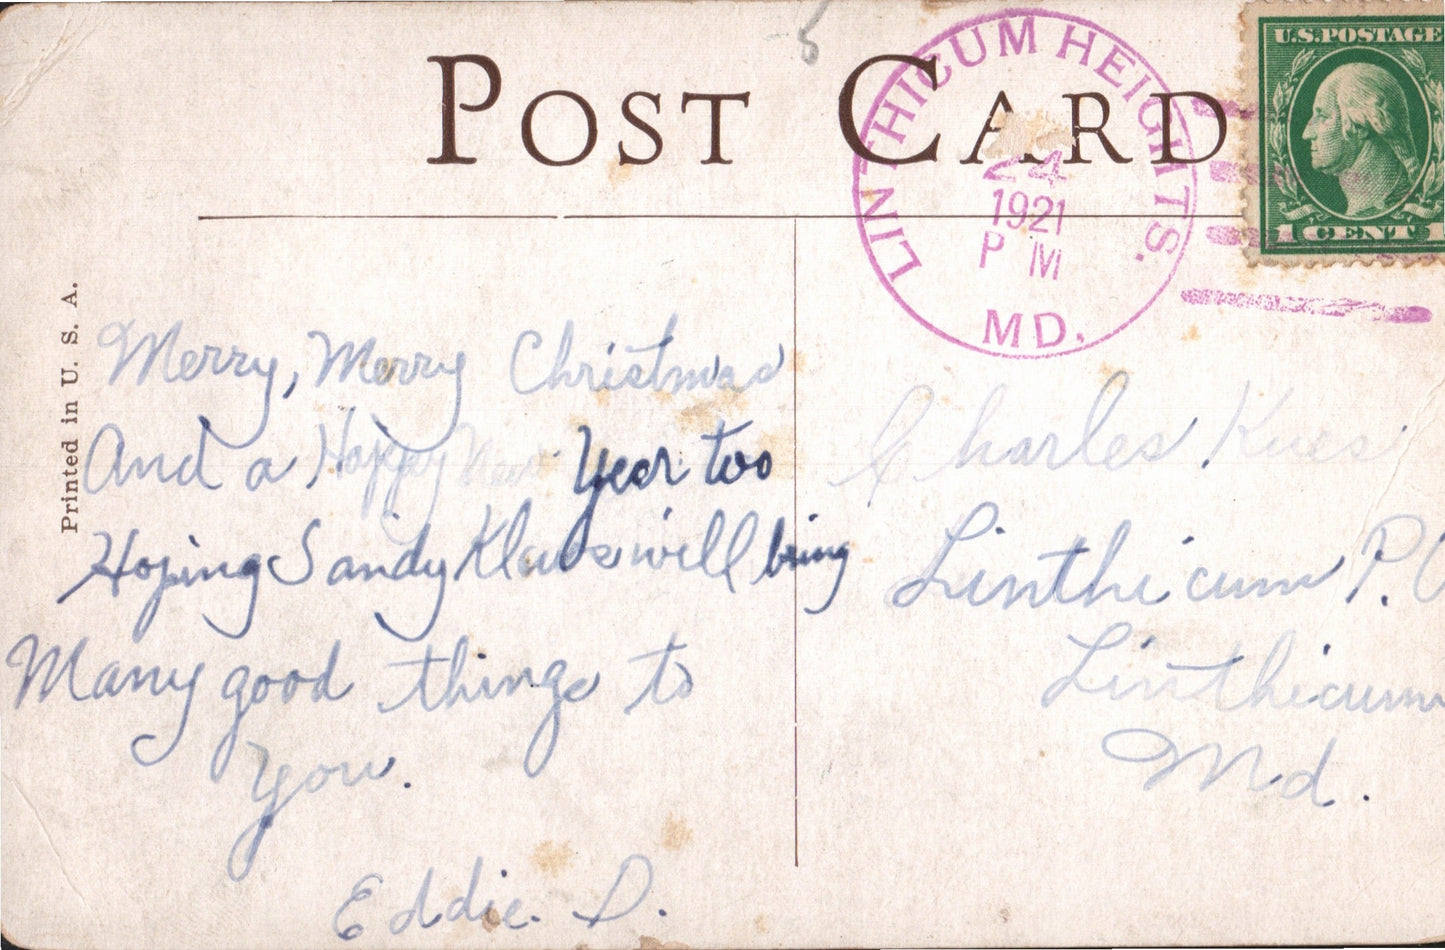 5
POST CARD
U.S.POSTAGE
1 CENT 1
LINTHICUM HEIGHTS.
24
1921
P M
MD.
Printed in U. S. A.
Merry, Merry Christmas
And a Happy New Year too
Hoping Sandy Klaus will bring
Many good things to
you.
Eddie. D.
Charles Kues
Linthicum P.O
Linthicum
Md.